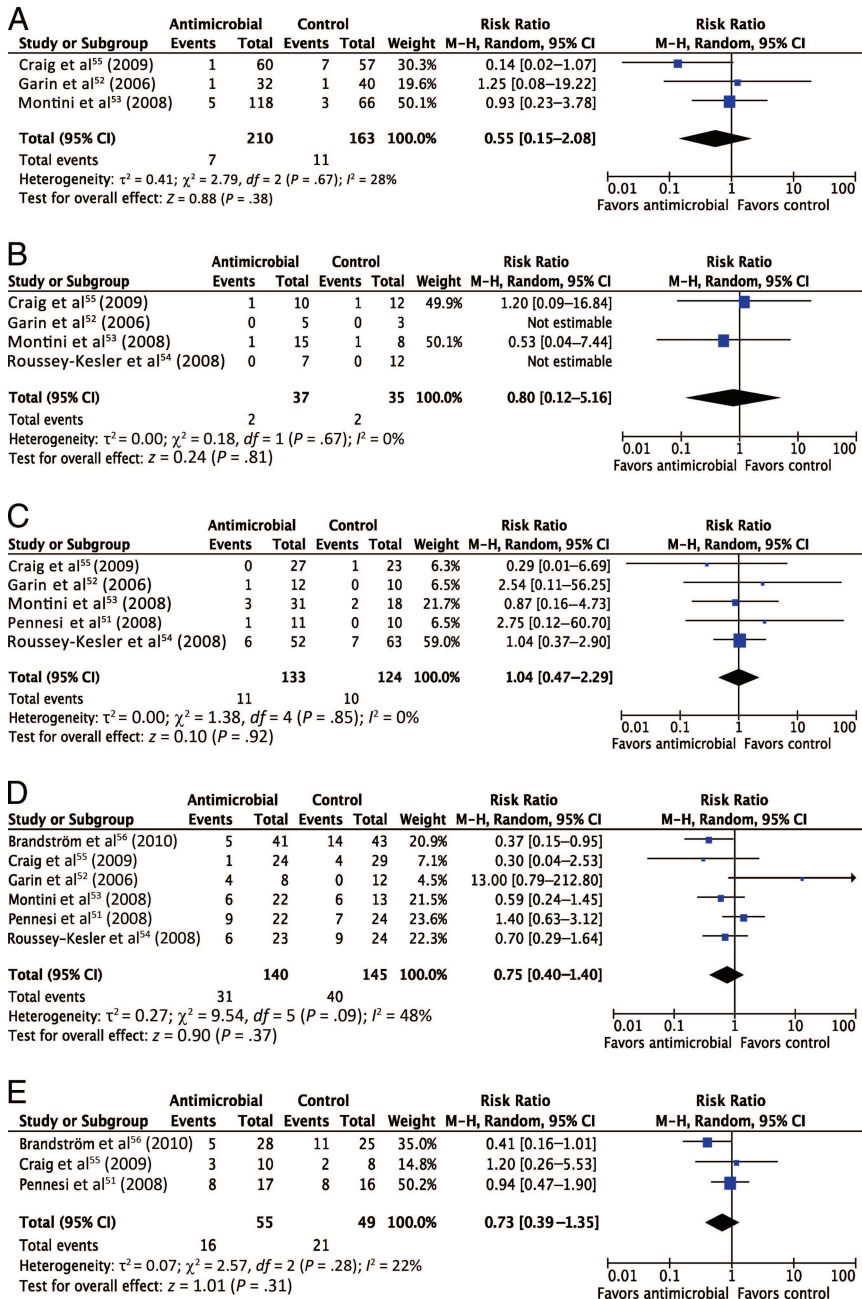 A
Antimicrobial Control Risk Ratio Risk Ratio
Study or Subgroup Events Total Events Total Weight M–H, Random, 95% CI M–H, Random, 95% CI
Craig et al55 (2009) 1 60 7 57 30.3% 0.14 [0.02–1.07]
Garin et al52 (2006) 1 32 1 40 19.6% 1.25 [0.08–19.22]
Montini et al53 (2008) 5 118 3 66 50.1% 0.93 [0.23–3.78]
Total (95% CI) 210 163 100.0% 0.55 [0.15–2.08]
Total events 7 11
Heterogeneity: τ2 = 0.41; χ2 = 2.79, df = 2 (P = .67); I2 = 28%
Test for overall effect: Z = 0.88 (P = .38)
0.01 0.1 1 10 100
Favors antimicrobial Favors control
B
Antimicrobial Control Risk Ratio Risk Ratio
Study or Subgroup Events Total Events Total Weight M–H, Random, 95% CI M–H, Random, 95% CI
Craig et al55 (2009) 1 10 1 12 49.9% 1.20 [0.09–16.84]
Garin et al52 (2006) 0 5 0 3 Not estimable
Montini et al53 (2008) 1 15 1 8 50.1% 0.53 [0.04–7.44]
Roussey-Kesler et al54 (2008) 0 7 0 12 Not estimable
Total (95% CI) 37 35 100.0% 0.80 [0.12–5.16]
Total events 2 2
Heterogeneity: τ2 = 0.00; χ2 = 0.18, df = 1 (P = .67); I2 = 0%
Test for overall effect: z = 0.24 (P = .81)
0.01 0.1 1 10 100
Favors antimicrobial Favors control
C
Antimicrobial Control Risk Ratio Risk Ratio
Study or Subgroup Events Total Events Total Weight M–H, Random, 95% CI M–H, Random, 95% CI
Craig et al55 (2009) 0 27 1 23 6.3% 0.29 [0.01–6.69]
Garin et al52 (2006) 1 12 0 10 6.5% 2.54 [0.11–56.25]
Montini et al53 (2008) 3 31 2 18 21.7% 0.87 [0.16–4.73]
Pennesi et al51 (2008) 1 11 0 10 6.5% 2.75 [0.12–60.70]
Roussey-Kesler et al54 (2008) 6 52 7 63 59.0% 1.04 [0.37–2.90]
Total (95% CI) 133 124 100.0% 1.04 [0.47–2.29]
Total events 11 10
Heterogeneity: τ2 = 0.00; χ2 = 1.38, df = 4 (P = .85); I2 = 0%
Test for overall effect: z = 0.10 (P = .92)
0.01 0.1 1 10 100
Favors antimicrobial Favors control
D
Antimicrobial Control Risk Ratio Risk Ratio
Study or Subgroup Events Total Events Total Weight M–H, Random, 95% CI M–H, Random, 95% CI
Brandström et al56 (2010) 5 41 14 43 20.9% 0.37 [0.15–0.95]
Craig et al55 (2009) 1 24 4 29 7.1% 0.30 [0.04–2.53]
Garin et al52 (2006) 4 8 0 12 4.5% 13.00 [0.79–212.80]
Montini et al53 (2008) 6 22 6 13 21.5% 0.59 [0.24–1.45]
Pennesi et al51 (2008) 9 22 7 24 23.6% 1.40 [0.63–3.12]
Roussey-Kesler et al54 (2008) 6 23 9 24 22.3% 0.70 [0.29–1.64]
Total (95% CI) 140 145 100.0% 0.75 [0.40–1.40]
Total events 31 40
Heterogeneity: τ2 = 0.27; χ2 = 9.54, df = 5 (P = .09); I2 = 48%
Test for overall effect: z = 0.90 (P = .37)
0.01 0.1 1 10 100
Favors antimicrobial Favors control
E
Antimicrobial Control Risk Ratio Risk Ratio
Study or Subgroup Events Total Events Total Weight M–H, Random, 95% CI M–H, Random, 95% CI
Brandström et al56 (2010) 5 28 11 25 35.0% 0.41 [0.16–1.01]
Craig et al55 (2009) 3 10 2 8 14.8% 1.20 [0.26–5.53]
Pennesi et al51 (2008) 8 17 8 16 50.2% 0.94 [0.47–1.90]
Total (95% CI) 55 49 100.0% 0.73 [0.39–1.35]
Total events 16 21
Heterogeneity: τ2 = 0.07; χ2 = 2.57, df = 2 (P = .28); I2 = 22%
Test for overall effect: z = 1.01 (P = .31)
0.01 0.1 1 10 100
Favors antimicrobial Favors control